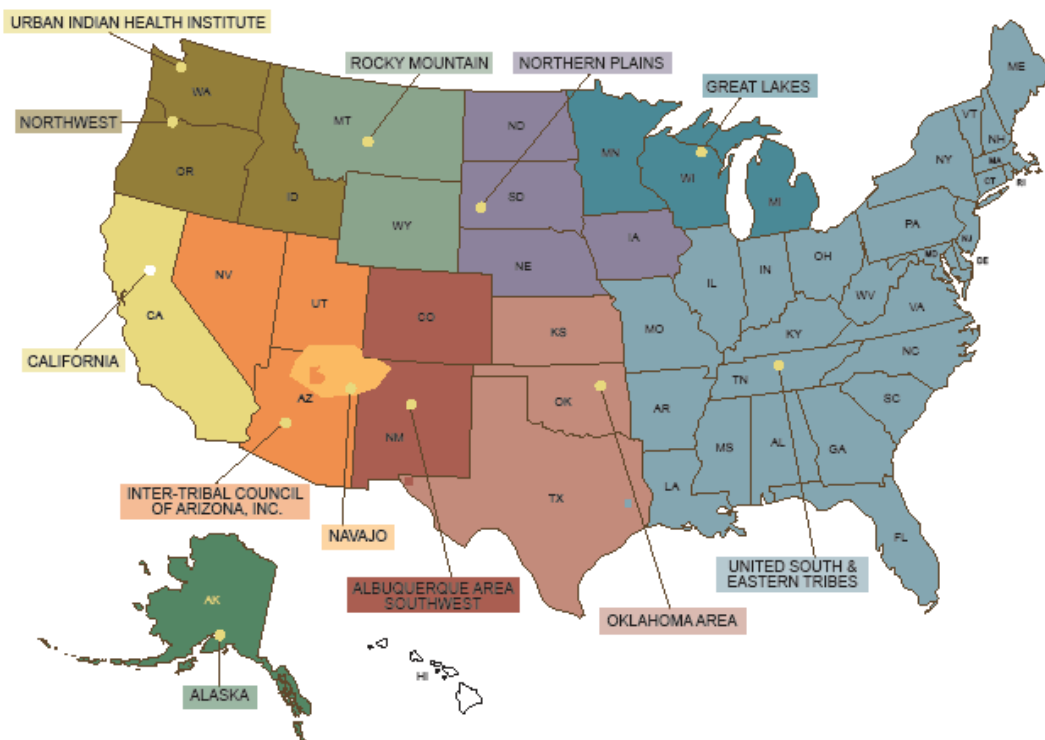 URBAN INDIAN HEALTH INSTITUTE
ROCKY MOUNTAIN
NORTHERN PLAINS
GREAT LAKES
NORTHWEST
WA
MT
ND
MN
ME
VT
NH
NY
MA
CT
RI
OR
ID
SD
WI
MI
WY
IA
PA
NJ
NE
OH
MD
DE
NV
UT
IL
IN
WV
VA
CA
CO
KS
MO
KY
CALIFORNIA
NC
TN
AZ
OK
AR
SC
NM
MS
AL
GA
TX
LA
FL
INTER-TRIBAL COUNCIL
OF ARIZONA, INC.
NAVAJO
UNITED SOUTH &
EASTERN TRIBES
ALBUQUERQUE AREA
SOUTHWEST
OKLAHOMA AREA
AK
HI
ALASKA